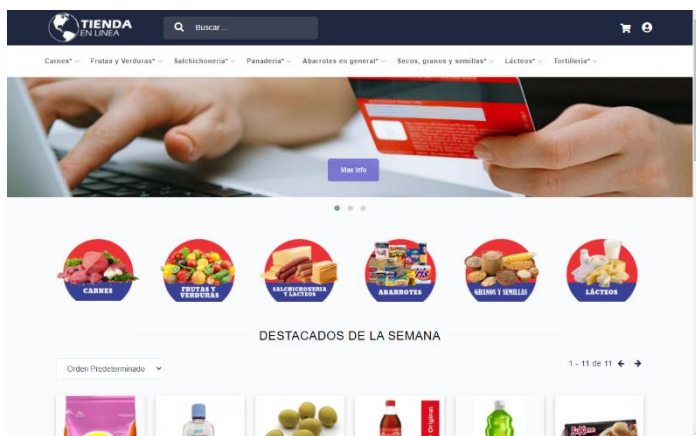 TIENDA
EN LINEA
Buscar ...
Carnes* Frutas y Verduras* Salchichonería* Panadería* Abarrotes en general* Secos, granos y semillas* Lácteos* Tortillería*
Mas Info
CARNES
FRUTAS Y
VERDURAS
SALCHICHONERIA
Y LACTEOS
ABARROTES
GRANOS Y SEMILLAS
LÁCTEOS
DESTACADOS DE LA SEMANA
Orden Predeterminado
1 - 11 de 11
Original